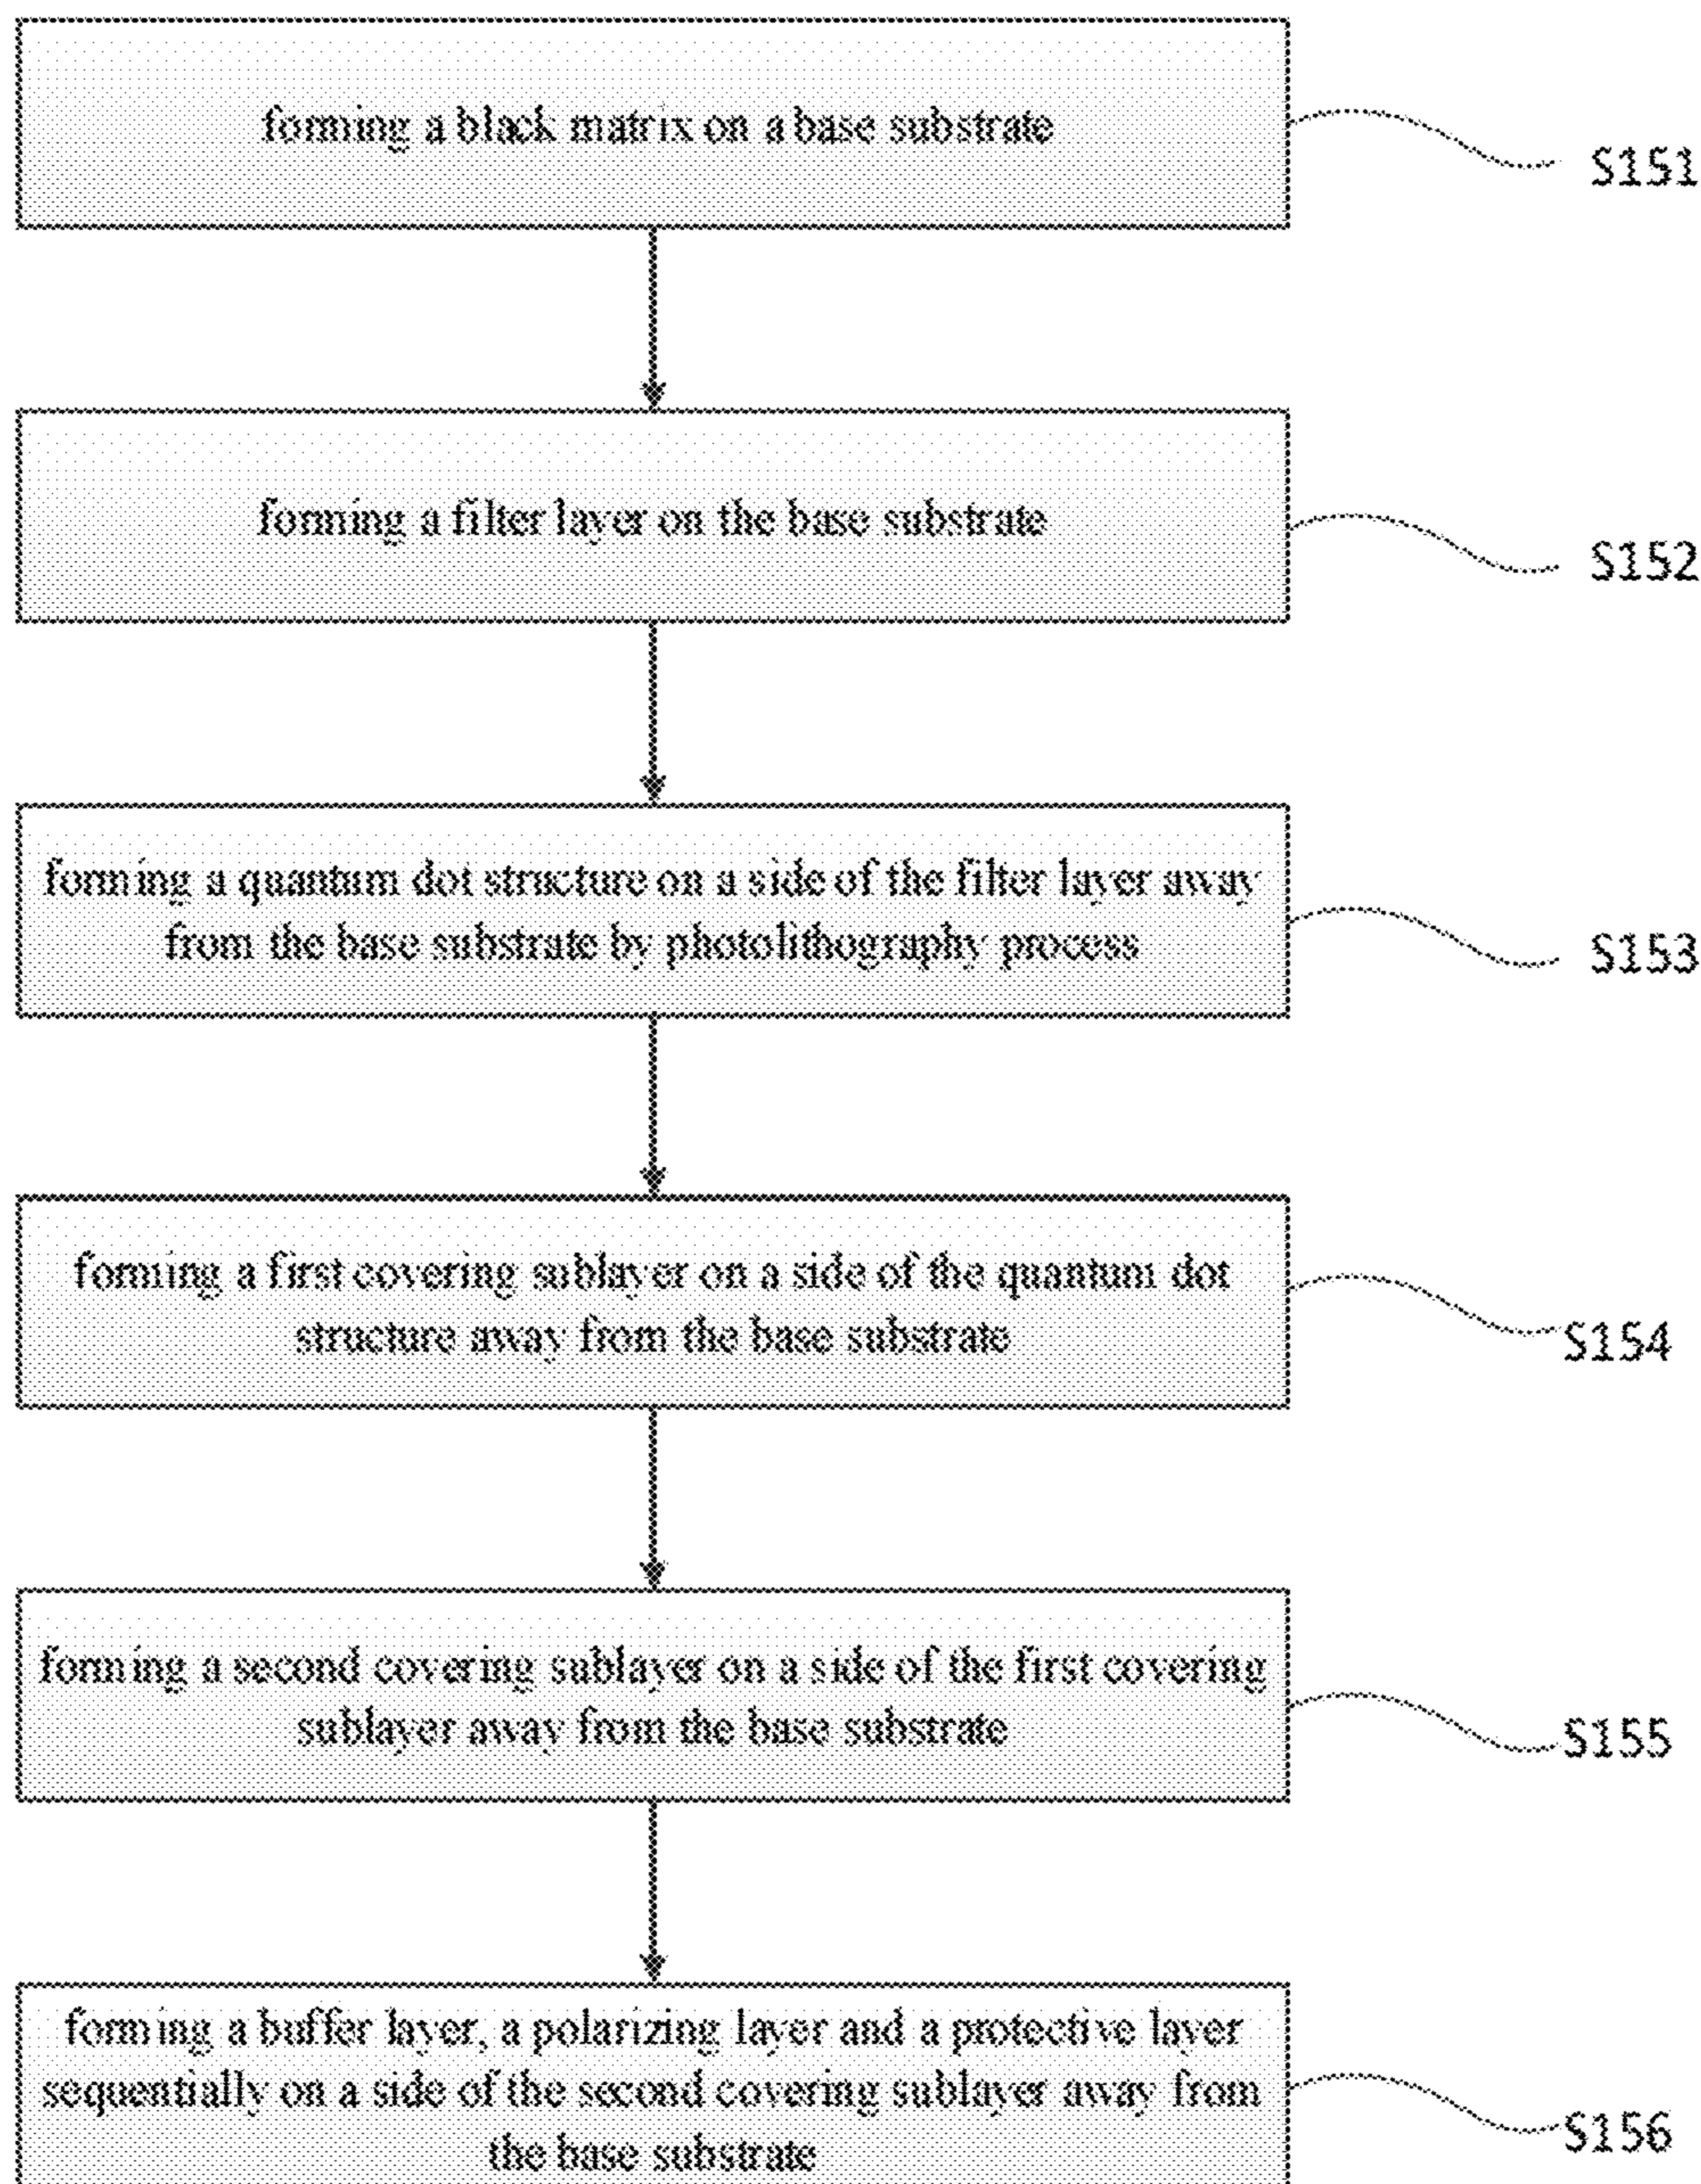 forming a black matrix on a base substrate
S151
forming a filter layer on the base substrate
S152
forming a quantum dot structure on a side of the filter layer away
from the base substrate by photolithography process
S153
forming a first covering sublayer on a side of the quantum dot
structure away from the base substrate
S154
forming a second covering sublayer on a side of the first covering
sublayer away from the base substrate
S155
forming a buffer layer, a polarizing layer and a protective layer
sequentially on a side of the second covering sublayer away from
the base substrate
S156